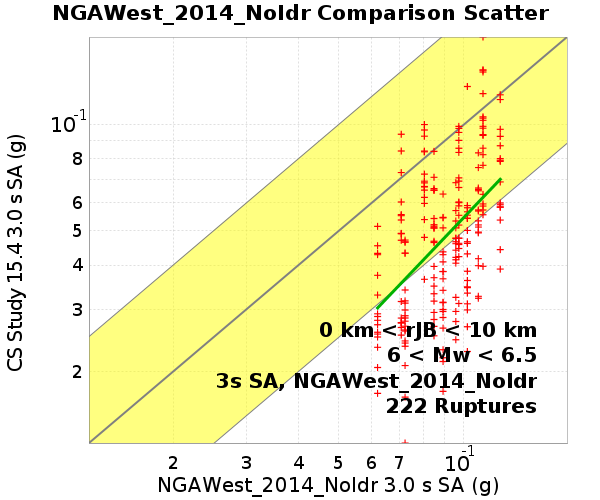 NGAWest_2014_NoIdr Comparison Scatter
CS Study 15.4 3.0 s SA (g)
10-1
8
6
5
4
3
2
0 km < rJB < 10 km
6 < Mw < 6.5
3s SA, NGAWest_2014_NoIdr
222 Ruptures
2 3 4 5 6 7 10-1
NGAWest_2014_NoIdr 3.0 s SA (g)